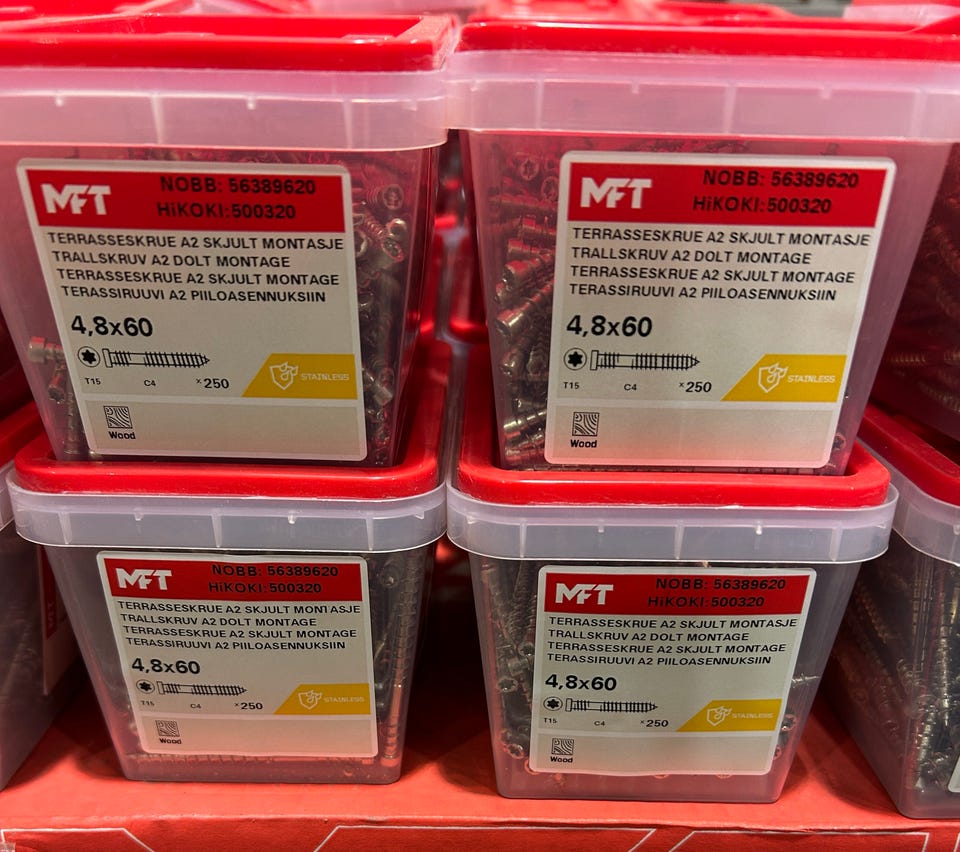 MFT
NOBB: 56389620
HiKOKI:500320
TERRASSESKRUE A2 SKJULT MONTASJE
TRALLSKRUV A2 DOLT MONTAGE
TERRASSESKRUE A2 SKJULT MONTAGE
TERASSIRUUVI A2 PIILOASENNUKSIIN
4,8x60
T15 C4 x250
STAINLESS
Wood
MFT
NOBB: 56389620
HiKOKI:500320
TERRASSESKRUE A2 SKJULT MONTASJE
TRALLSKRUV A2 DOLT MONTAGE
TERRASSESKRUE A2 SKJULT MONTAGE
TERASSIRUUVI A2 PIILOASENNUKSIIN
4,8x60
T15 C4 x250
STAINLESS
Wood
MFT
NOBB: 56389620
HiKOKI:500320
TERRASSESKRUE A2 SKJULT MONTASJE
TRALLSKRUV A2 DOLT MONTAGE
TERRASSESKRUE A2 SKJULT MONTAGE
TERASSIRUUVI A2 PIILOASENNUKSIIN
4,8x60
T15 C4 x250
STAINLESS
Wood
MFT
NOBB: 56389620
HiKOKI:500320
TERRASSESKRUE A2 SKJULT MONTASJE
TRALLSKRUV A2 DOLT MONTAGE
TERRASSESKRUE A2 SKJULT MONTAGE
TERASSIRUUVI A2 PIILOASENNUKSIIN
4,8x60
T15 C4 x250
STAINLESS
Wood